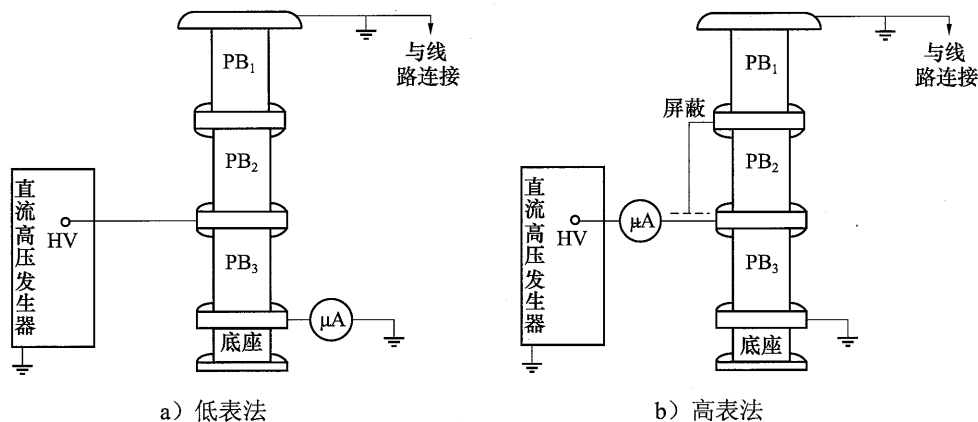 PB₁
与线
路连接
PB₂
直流高压发生器
HV
PB₃
μA
底座
a）低表法
PB₁
与线
路连接
屏蔽
PB₂
直流高压发生器
HV
μA
PB₃
底座
b）高表法